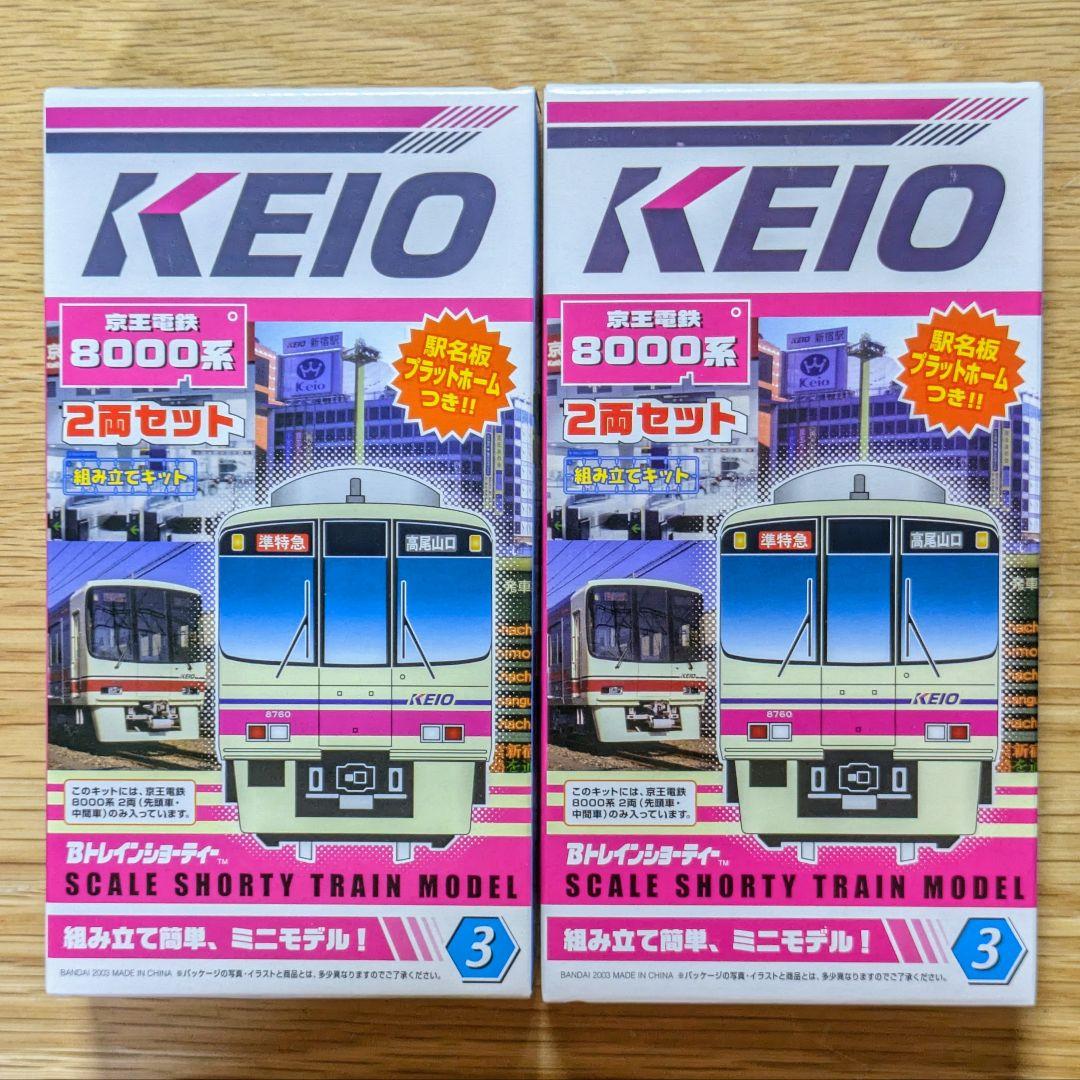 KEIO
京王電鉄
8000系
2両セット
組み立てキット
駅名板
プラットホーム
つき!!
KEIO 新宿駅
Keio
準特急
高尾山口
KEIO
8760
KEIO
このキットには、京王電鉄
8000系 2両(先頭車・
中間車)のみ入っています。
Bトレインショーティー™
SCALE SHORTY TRAIN MODEL
組み立て簡単、ミニモデル!
3
BANDAI 2003 MADE IN CHINA ※パッケージの写真・イラストと商品とは、多少異なりますのでご了承ください。
KEIO
京王電鉄
8000系
2両セット
組み立てキット
駅名板
プラットホーム
つき!!
KEIO 新宿駅
Keio
準特急
高尾山口
発車
KEIO
8760
KEIO
新宿
このキットには、京王電鉄
8000系 2両(先頭車・
中間車)のみ入っています。
Bトレインショーティー™
SCALE SHORTY TRAIN MODEL
組み立て簡単、ミニモデル!
3
BANDAI 2003 MADE IN CHINA ※パッケージの写真・イラストと商品とは、多少異なりますのでご了承ください。